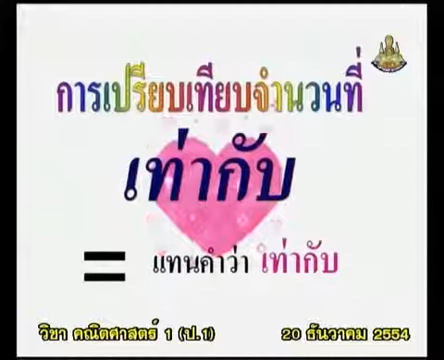 การเปรียบเทียบจำนวนที่
เท่ากับ
= แทนคำว่า เท่ากับ
วิชา คณิตศาสตร์ 1 (ป.1) 20 ธันวาคม 2554